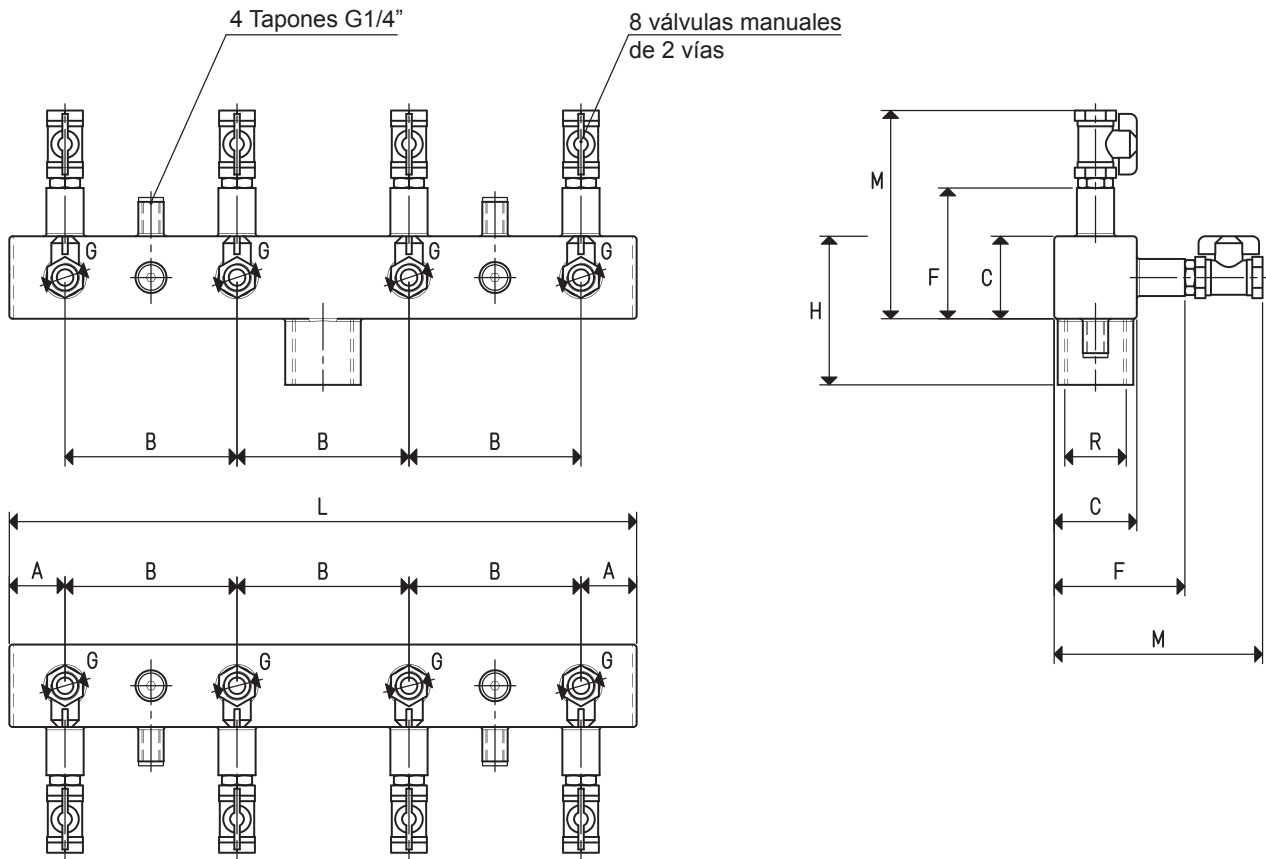 4 Tapones G1/4”
8 válvulas manuales
de 2 vías
G G G G
B B B
L
A B B B A
G G G G
M
H F C
R
C
F
M